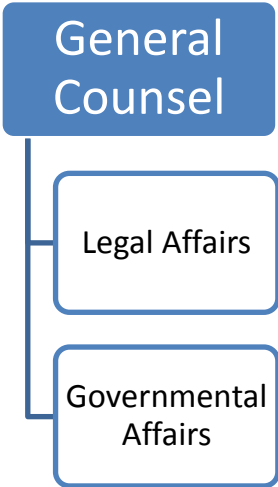 General
Counsel
Legal Affairs
Governmental
Affairs